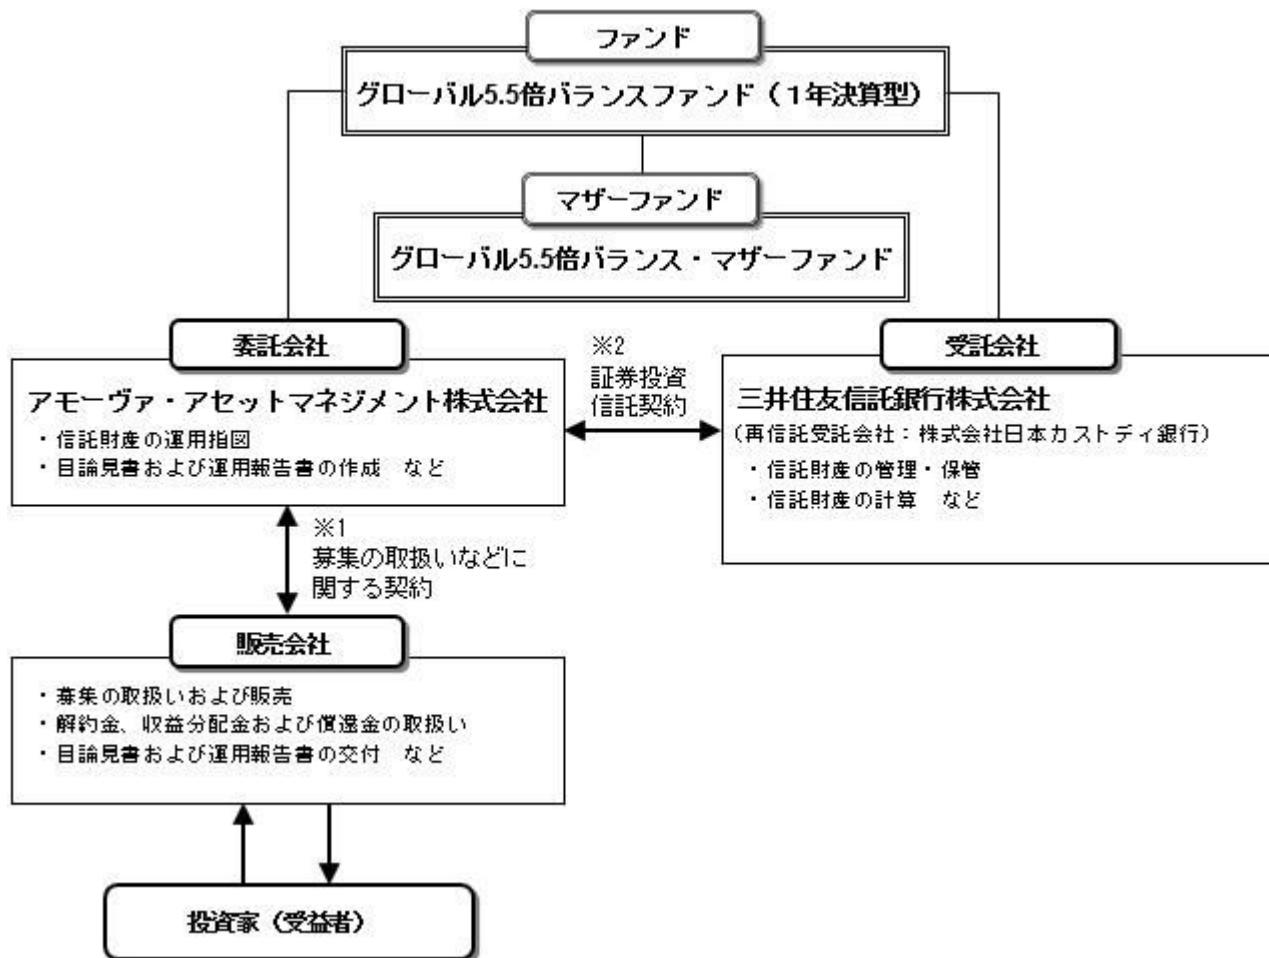 ファンド
グローバル5.5倍バランスファンド（１年決算型）
マザーファンド
グローバル5.5倍バランス・マザーファンド
委託会社
アモーヴァ・アセットマネジメント株式会社
・信託財産の運用指図
・目論見書および運用報告書の作成　など
※2
証券投資
信託契約
受託会社
三井住友信託銀行株式会社
（再信託受託会社：株式会社日本カストディ銀行）
・信託財産の管理・保管
・信託財産の計算　など
※1
募集の取扱いなどに
関する契約
販売会社
・募集の取扱いおよび販売
・解約金、収益分配金および償還金の取扱い
・目論見書および運用報告書の交付　など
投資家（受益者）